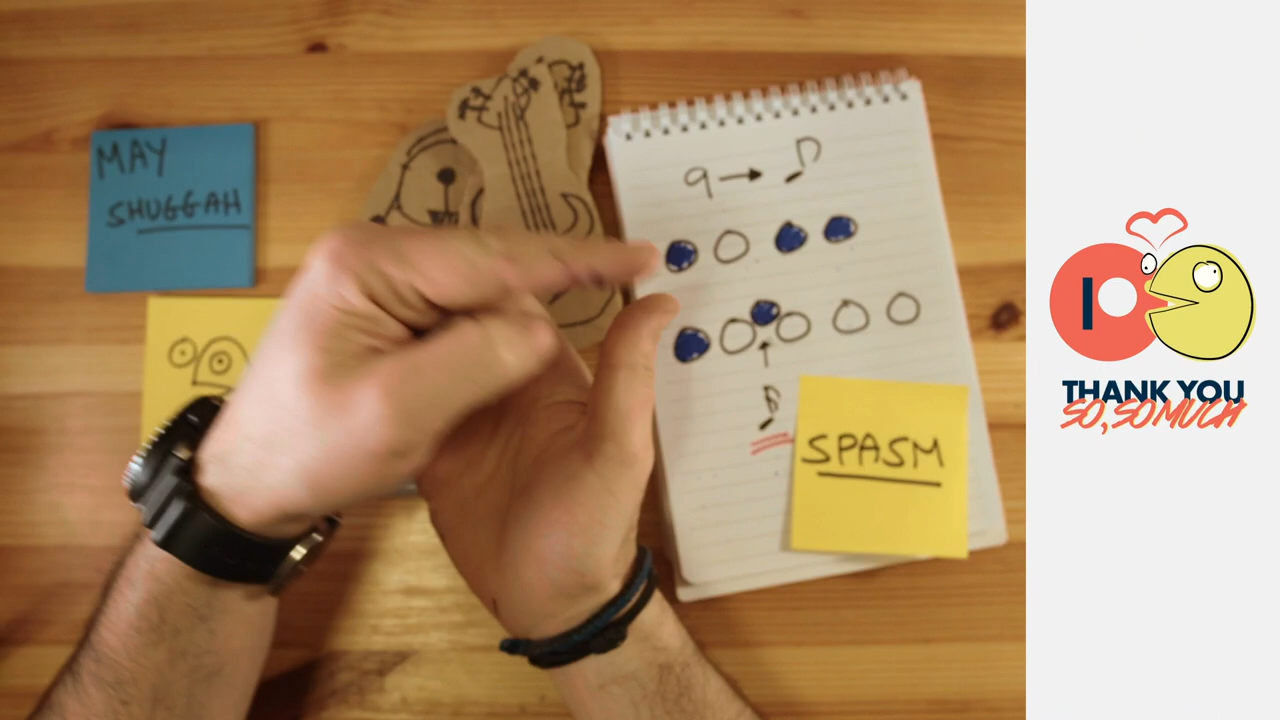 MAY
SHUGGAH
9 →
SPASM
THANK YOU
SO, SO MUCH